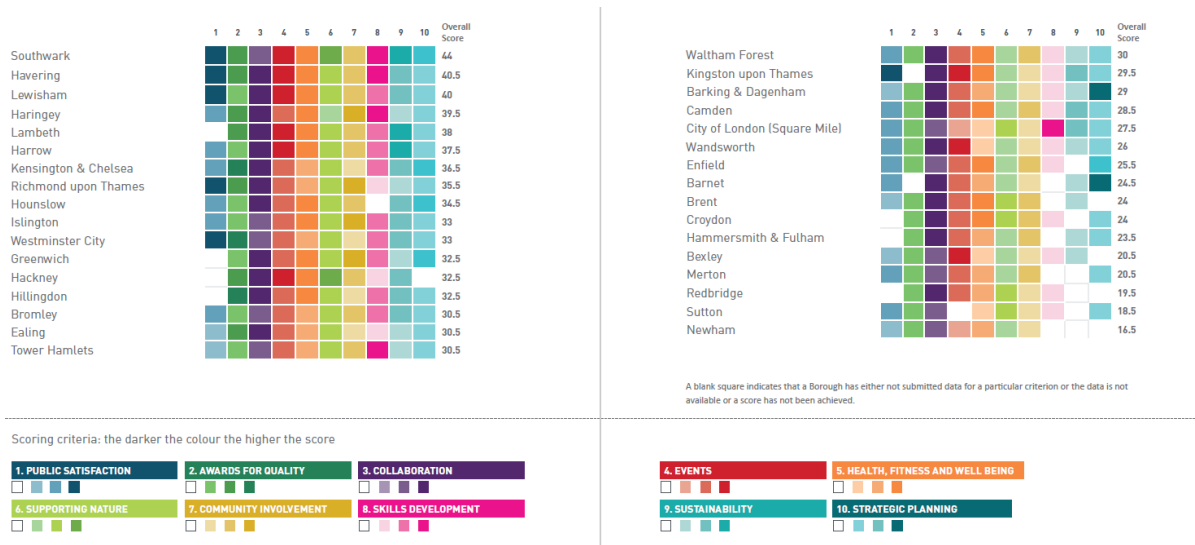 1 2 3 4 5 6 7 8 9 10 Overall Score
Southwark 44
Havering 40.5
Lewisham 40
Haringey 39.5
Lambeth 38
Harrow 37.5
Kensington & Chelsea 36.5
Richmond upon Thames 35.5
Hounslow 34.5
Islington 33
Westminster City 33
Greenwich 32.5
Hackney 32.5
Hillingdon 32.5
Bromley 30.5
Ealing 30.5
Tower Hamlets 30.5
1 2 3 4 5 6 7 8 9 10 Overall Score
Waltham Forest 30
Kingston upon Thames 29.5
Barking & Dagenham 29
Camden 28.5
City of London (Square Mile) 27.5
Wandsworth 26
Enfield 25.5
Barnet 24.5
Brent 24
Croydon 24
Hammersmith & Fulham 23.5
Bexley 20.5
Merton 20.5
Redbridge 19.5
Sutton 18.5
Newham 16.5
A blank square indicates that a Borough has either not submitted data for a particular criterion or the data is not
available or a score has not been achieved.
Scoring criteria: the darker the colour the higher the score
1. PUBLIC SATISFACTION
2. AWARDS FOR QUALITY
3. COLLABORATION
4. EVENTS
5. HEALTH, FITNESS AND WELL BEING
6. SUPPORTING NATURE
7. COMMUNITY INVOLVEMENT
8. SKILLS DEVELOPMENT
9. SUSTAINABILITY
10. STRATEGIC PLANNING